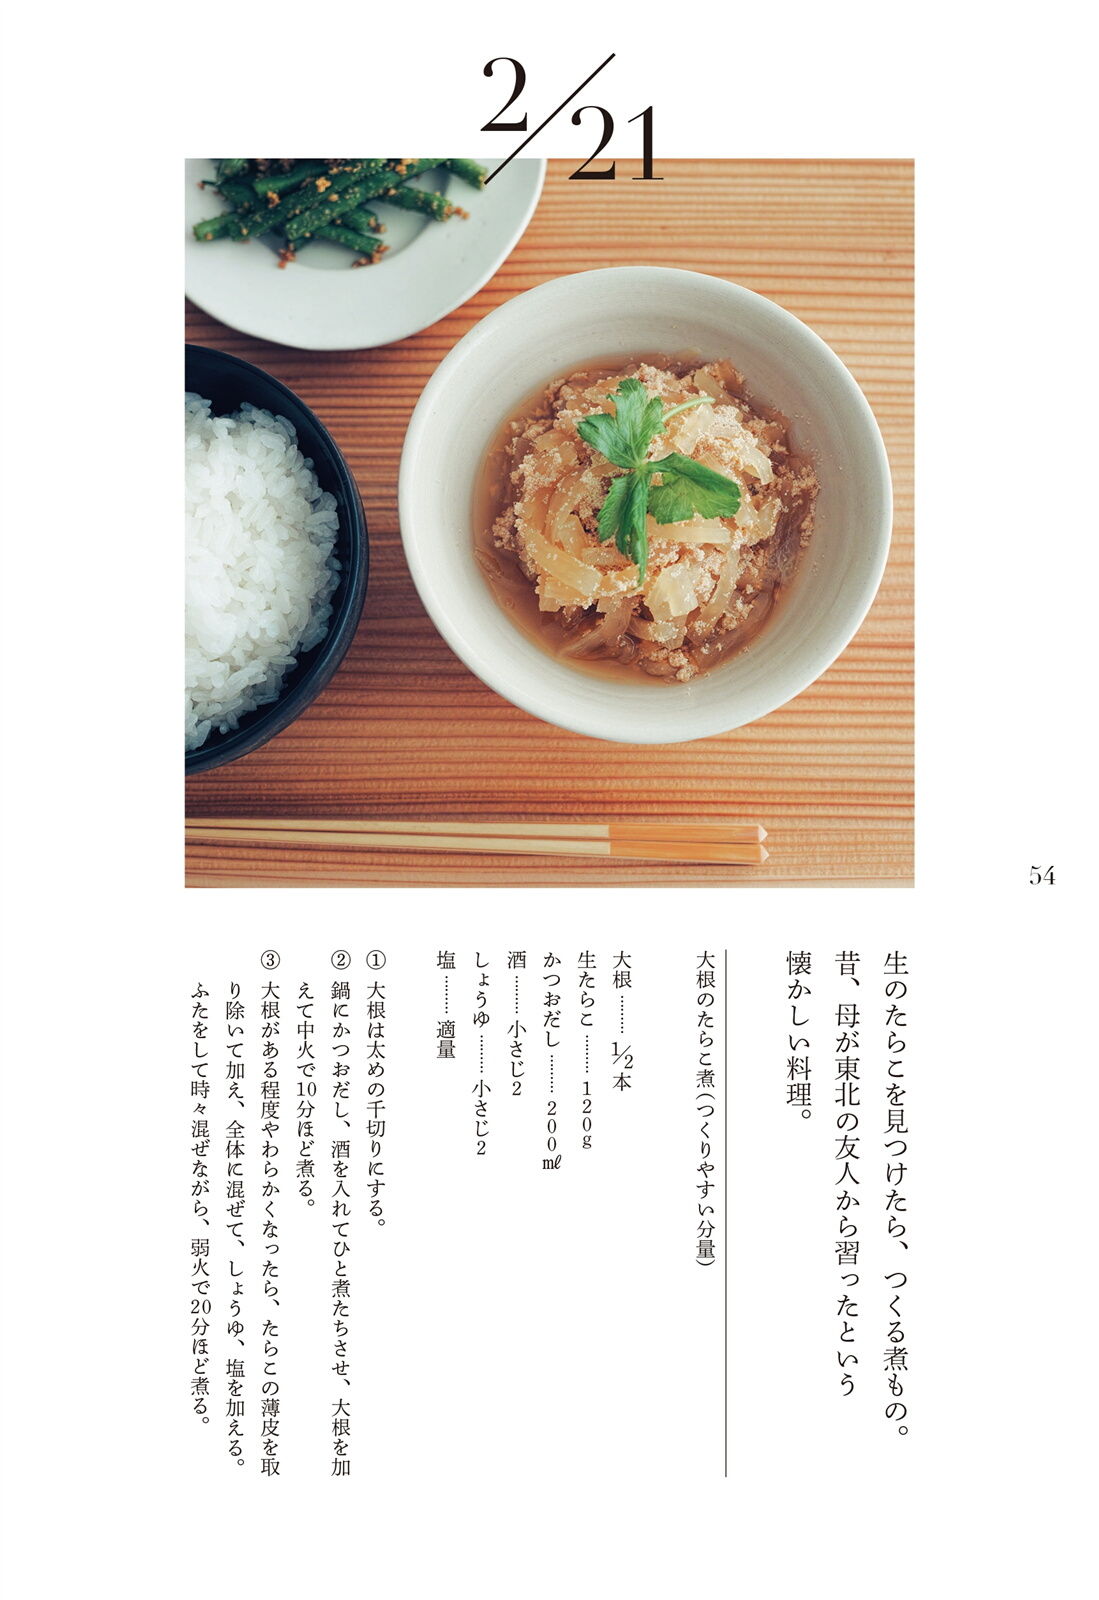 2/21
54
生のたらこを見つけたら、つくる煮もの。
昔、母が東北の友人から習ったという
懐かしい料理。
大根のたらこ煮（つくりやすい分量）
大根………1/2本
生たらこ………120g
かつおだし………200㎖
酒………小さじ2
しょうゆ………小さじ2
塩………適量
① 大根は太めの千切りにする。
② 鍋にかつおだし、酒を入れてひと煮たちさせ、大根を加
えて中火で10分ほど煮る。
③ 大根がある程度やわらかくなったら、たらこの薄皮を取
り除いて加え、全体に混ぜて、しょうゆ、塩を加える。
ふたをして時々混ぜながら、弱火で20分ほど煮る。